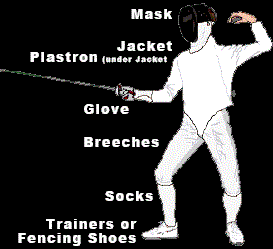 Mask
Jacket
Plastron (under Jacket
Glove
Breeches
Socks
Trainers or
Fencing Shoes